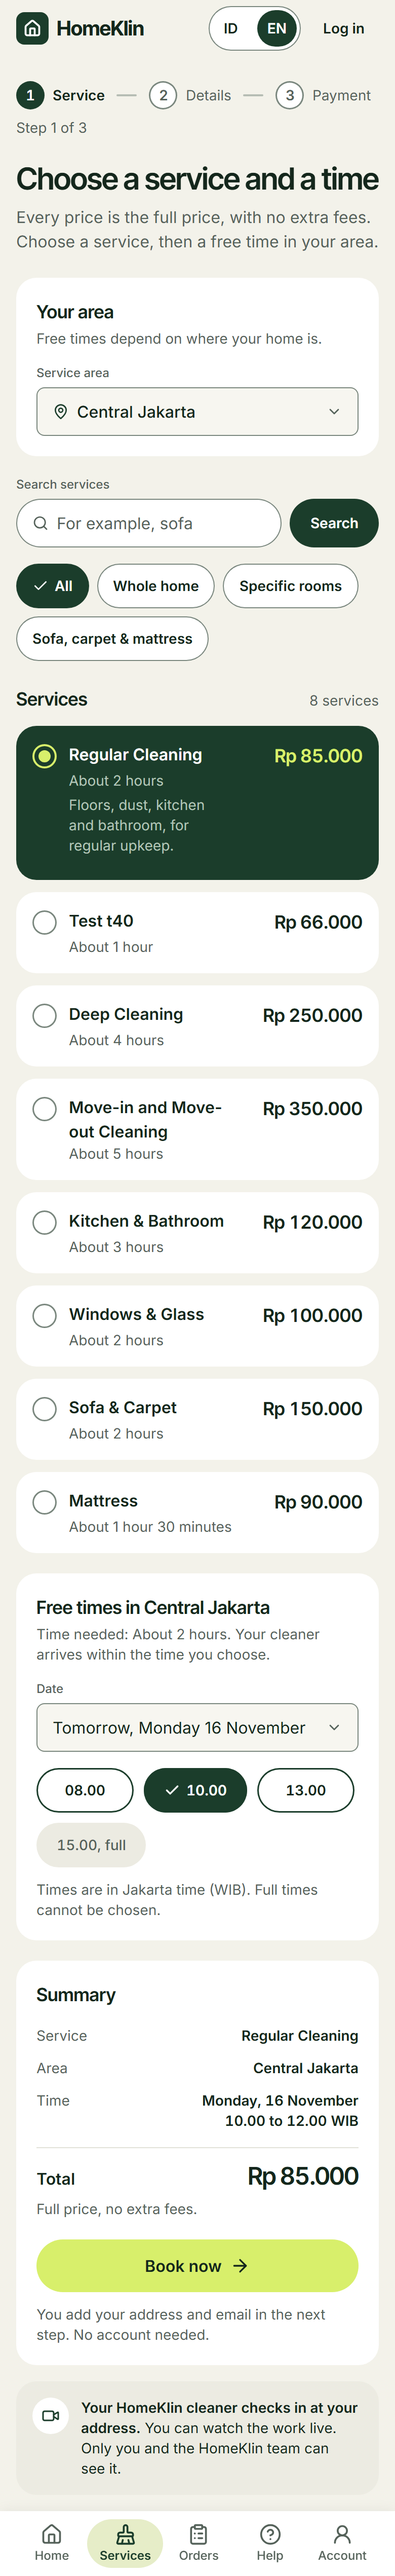 HomeKlin
ID
EN
Log in
1 Service
2 Details
3 Payment
Step 1 of 3
Choose a service and a time
Every price is the full price, with no extra fees.
Choose a service, then a free time in your area.
Your area
Free times depend on where your home is.
Service area
Central Jakarta
Search services
For example, sofa
Search
All
Whole home
Specific rooms
Sofa, carpet & mattress
Services
8 services
Regular Cleaning
Rp 85.000
About 2 hours
Floors, dust, kitchen
and bathroom, for
regular upkeep.
Test t40
Rp 66.000
About 1 hour
Deep Cleaning
Rp 250.000
About 4 hours
Move-in and Move-
out Cleaning
Rp 350.000
About 5 hours
Kitchen & Bathroom
Rp 120.000
About 3 hours
Windows & Glass
Rp 100.000
About 2 hours
Sofa & Carpet
Rp 150.000
About 2 hours
Mattress
Rp 90.000
About 1 hour 30 minutes
Free times in Central Jakarta
Time needed: About 2 hours. Your cleaner
arrives within the time you choose.
Date
Tomorrow, Monday 16 November
08.00
10.00
13.00
15.00, full
Times are in Jakarta time (WIB). Full times
cannot be chosen.
Summary
Service
Regular Cleaning
Area
Central Jakarta
Time
Monday, 16 November
10.00 to 12.00 WIB
Total
Rp 85.000
Full price, no extra fees.
Book now
You add your address and email in the next
step. No account needed.
Your HomeKlin cleaner checks in at your
address. You can watch the work live.
Only you and the HomeKlin team can
see it.
Home
Services
Orders
Help
Account